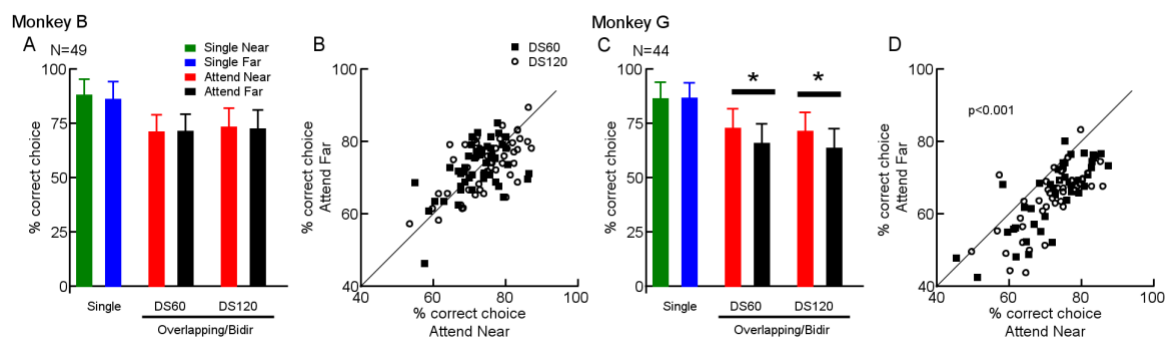 Monkey B
A
N=49
Single Near
Single Far
Attend Near
Attend Far
% correct choice
100
75
50
25
0
Single
DS60
DS120
Overlapping/Bidir
B
DS60
DS120
% correct choice
Attend Far
100
80
60
40
40
60
80
100
% correct choice
Attend Near
Monkey G
C
N=44
% correct choice
100
75
50
25
0
*
*
Single
DS60
DS120
Overlapping/Bidir
D
p<0.001
% correct choice
Attend Far
100
80
60
40
40
60
80
100
% correct choice
Attend Near